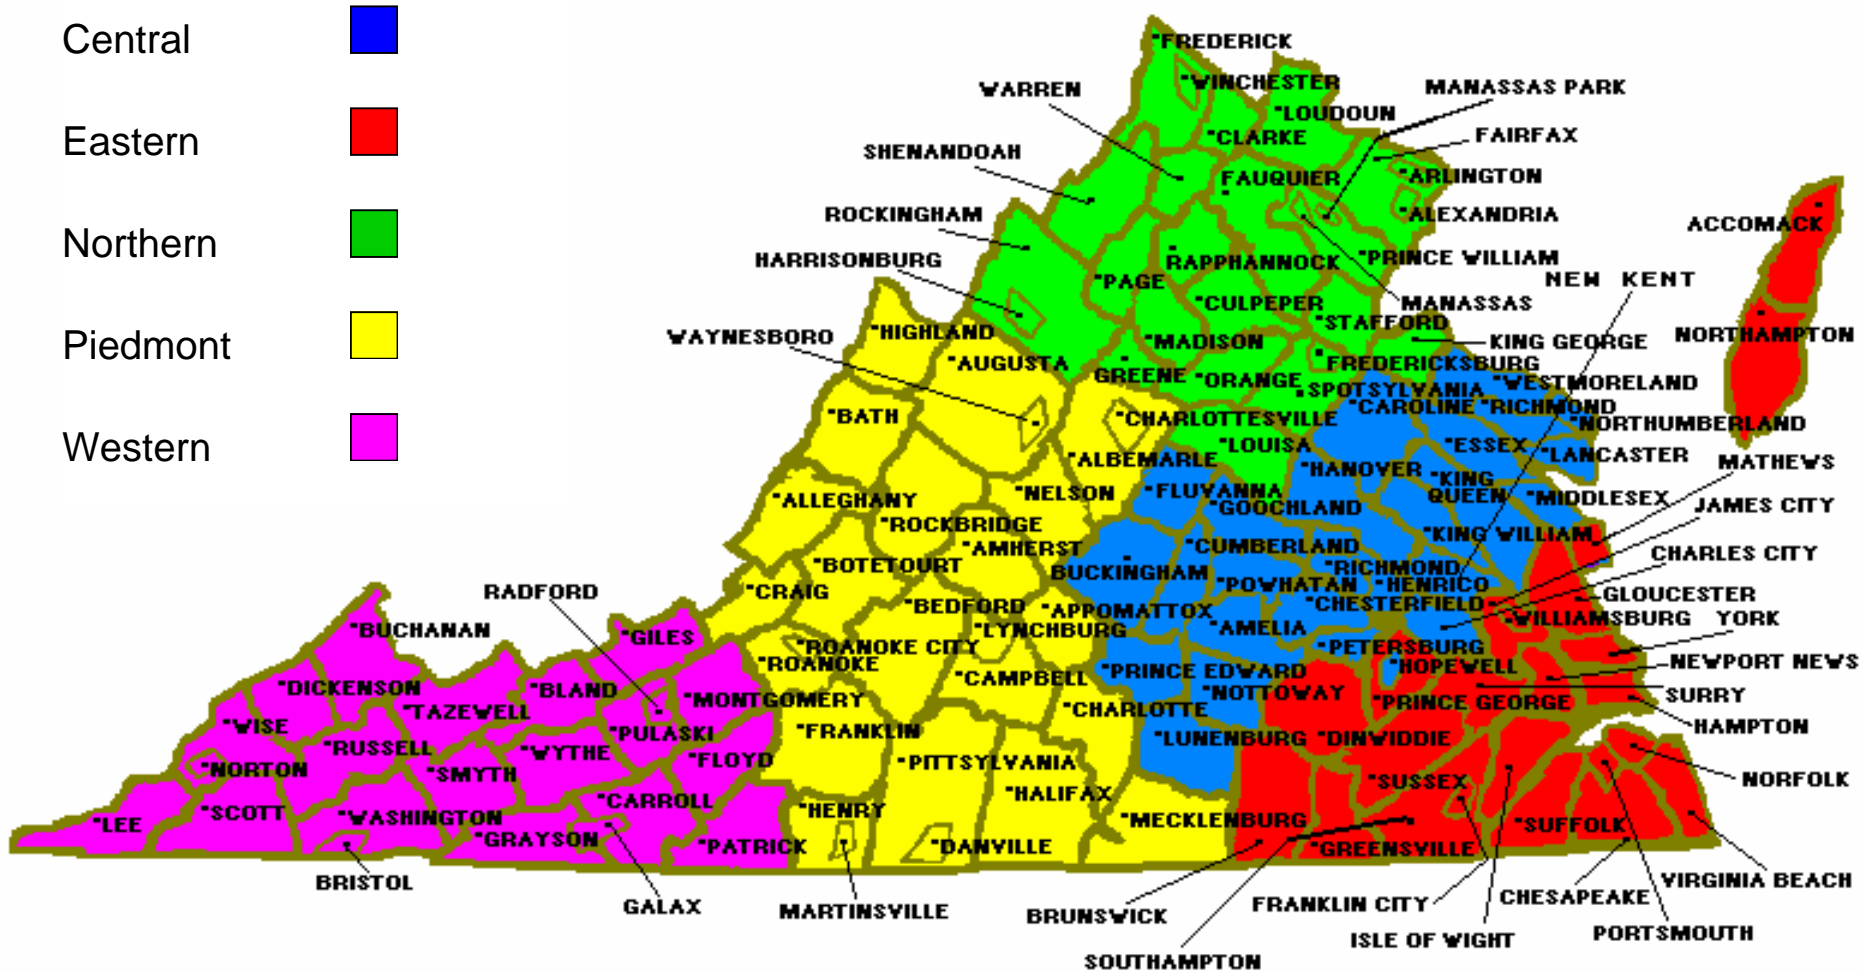 Central
Eastern
Northern
Piedmont
Western
FREDERICK
WINCHESTER
WARREN
MANASSAS PARK
LOUDOUN
CLARKE
FAIRFAX
SHENANDOAH
FAUQUIER
ARLINGTON
ROCKINGHAM
ALEXANDRIA
ACCOMACK
HARRISONBURG
RAPPHANNOCK
PRINCE WILLIAM
PAGE
NEW KENT
CULPEPER
MANASSAS
HIGHLAND
STAFFORD
NORTHAMPTON
WAYNESBORO
MADISON
KING GEORGE
AUGUSTA
FREDERICKSBURG
GREENE
ORANGE
SPOTSYLVANIA
WESTMORELAND
BATH
CHARLOTTESVILLE
CAROLINE
RICHMOND
NORTHUMBERLAND
LOUISA
ESSEX
LANCASTER
ALBEMARLE
HANOVER
MATHEWS
KING
QUEEN
ALLEGHANY
NELSON
FLUVANNA
GOOCHLAND
MIDDLESEX
JAMES CITY
ROCKBRIDGE
KING WILLIAM
AMHERST
CUMBERLAND
CHARLES CITY
BOTETOURT
BUCKINGHAM
RICHMOND
POWHATAN
HENRICO
RADFORD
CRAIG
GLOUCESTER
BEDFORD
APPOMATTOX
CHESTERFIELD
WILLIAMSBURG
YORK
BUCHANAN
GILES
LYNCHBURG
AMELIA
ROANOKE CITY
PETERSBURG
ROANOKE
HOPEWELL
NEWPORT NEWS
PRINCE EDWARD
CAMPBELL
DICKENSON
BLAND
MONTGOMERY
NOTTOWAY
PRINCE GEORGE
SURRY
TAZEWELL
CHARLOTTE
WISE
PULASKI
FRANKLIN
HAMPTON
RUSSELL
WYTHE
LUNENBURG
DINWIDDIE
FLOYD
PITTSYLVANIA
NORTON
SMYTH
SUSSEX
NORFOLK
HALIFAX
CARROLL
HENRY
SCOTT
WASHINGTON
MECKLENBURG
LEE
SUFFOLK
GRAYSON
PATRICK
DANVILLE
GREENSVILLE
BRISTOL
VIRGINIA BEACH
GALAX
MARTINSVILLE
BRUNSWICK
FRANKLIN CITY
CHESAPEAKE
ISLE OF WIGHT
PORTSMOUTH
SOUTHAMPTON